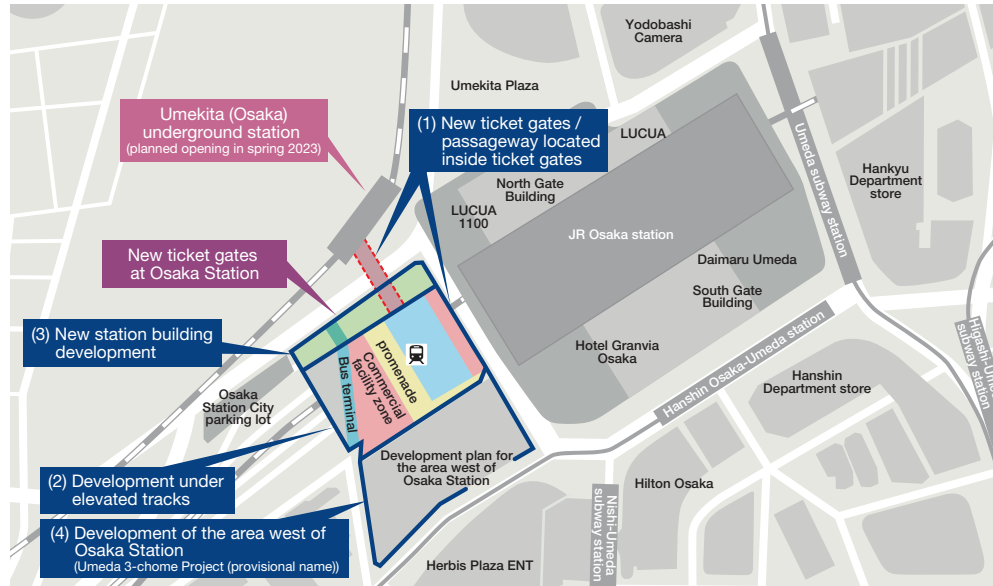 Yodobashi
Camera
Umekita Plaza
Umekita (Osaka)
underground station
(planned opening in spring 2023)
(1) New ticket gates /
passageway located
inside ticket gates
LUCUA
North Gate
Building
LUCUA
1100
JR Osaka station
Umeda subway station
Hankyu
Department
store
New ticket gates
at Osaka Station
Daimaru Umeda
South Gate
Building
(3) New station building
development
Hotel Granvia
Osaka
Hanshin Osaka-Umeda station
Higashi-Ume
subway station
Hanshin
Department store
promenade
Commercial
facility zone
Bus terminal
Osaka
Station City
parking lot
Development plan for
the area west of
Osaka Station
(2) Development under
elevated tracks
Hilton Osaka
Nishi-Umeda
subway station
(4) Development of the area west of
Osaka Station
(Umeda 3-chome Project (provisional name))
Herbis Plaza ENT